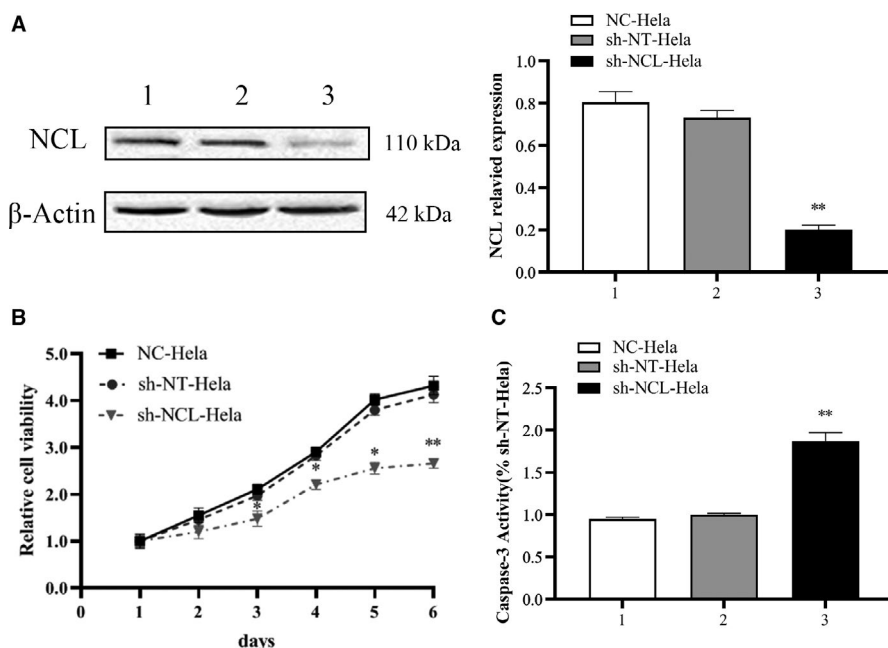 A
1 2 3
NCL
110 kDa
β-Actin
42 kDa
NC-Hela
sh-NT-Hela
sh-NCL-Hela
NCL relavied expression
1.0
0.8
0.6
0.4
0.2
0.0
**
1 2 3
B
NC-Hela
sh-NT-Hela
sh-NCL-Hela
Relative cell viability
5.0
4.0
3.0
2.0
1.0
0.0
* * * **
0 1 2 3 4 5 6
days
C
NC-Hela
sh-NT-Hela
sh-NCL-Hela
Caspase-3 Activity(% sh-NT-Hela)
2.5
2.0
1.5
1.0
0.5
0.0
**
1 2 3